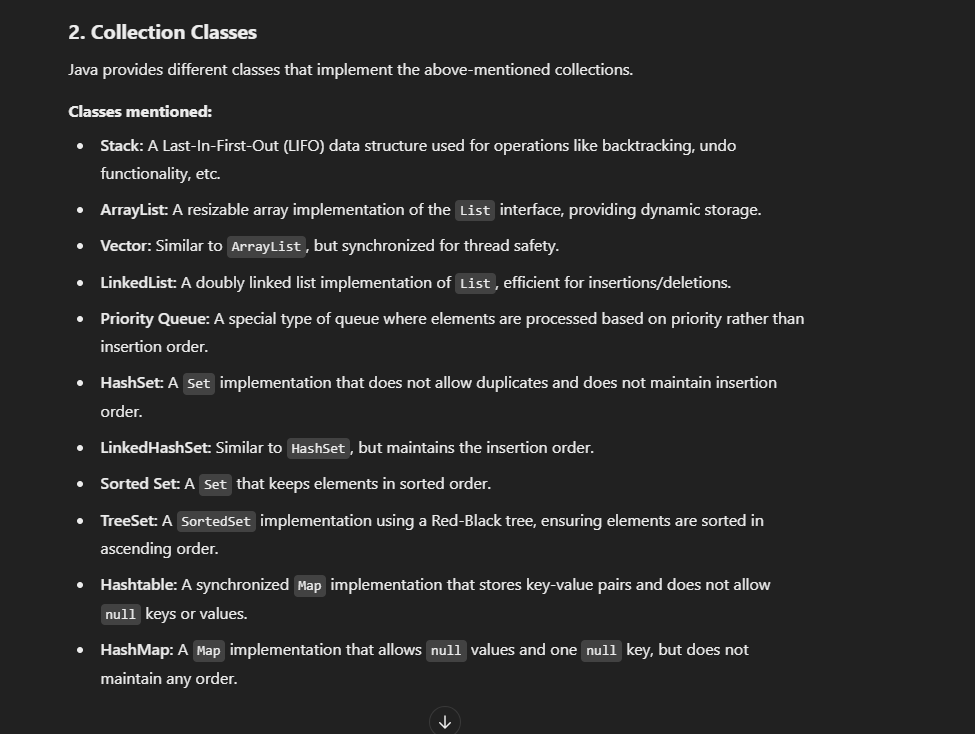 2. Collection Classes
Java provides different classes that implement the above-mentioned collections.
Classes mentioned:
• Stack: A Last-In-First-Out (LIFO) data structure used for operations like backtracking, undo
functionality, etc.
• ArrayList: A resizable array implementation of the List interface, providing dynamic storage.
• Vector: Similar to ArrayList, but synchronized for thread safety.
• LinkedList: A doubly linked list implementation of List, efficient for insertions/deletions.
• Priority Queue: A special type of queue where elements are processed based on priority rather than
insertion order.
• HashSet: A Set implementation that does not allow duplicates and does not maintain insertion
order.
• LinkedHashSet: Similar to HashSet, but maintains the insertion order.
• Sorted Set: A Set that keeps elements in sorted order.
• TreeSet: A SortedSet implementation using a Red-Black tree, ensuring elements are sorted in
ascending order.
• Hashtable: A synchronized Map implementation that stores key-value pairs and does not allow
null keys or values.
• HashMap: A Map implementation that allows null values and one null key, but does not
maintain any order.